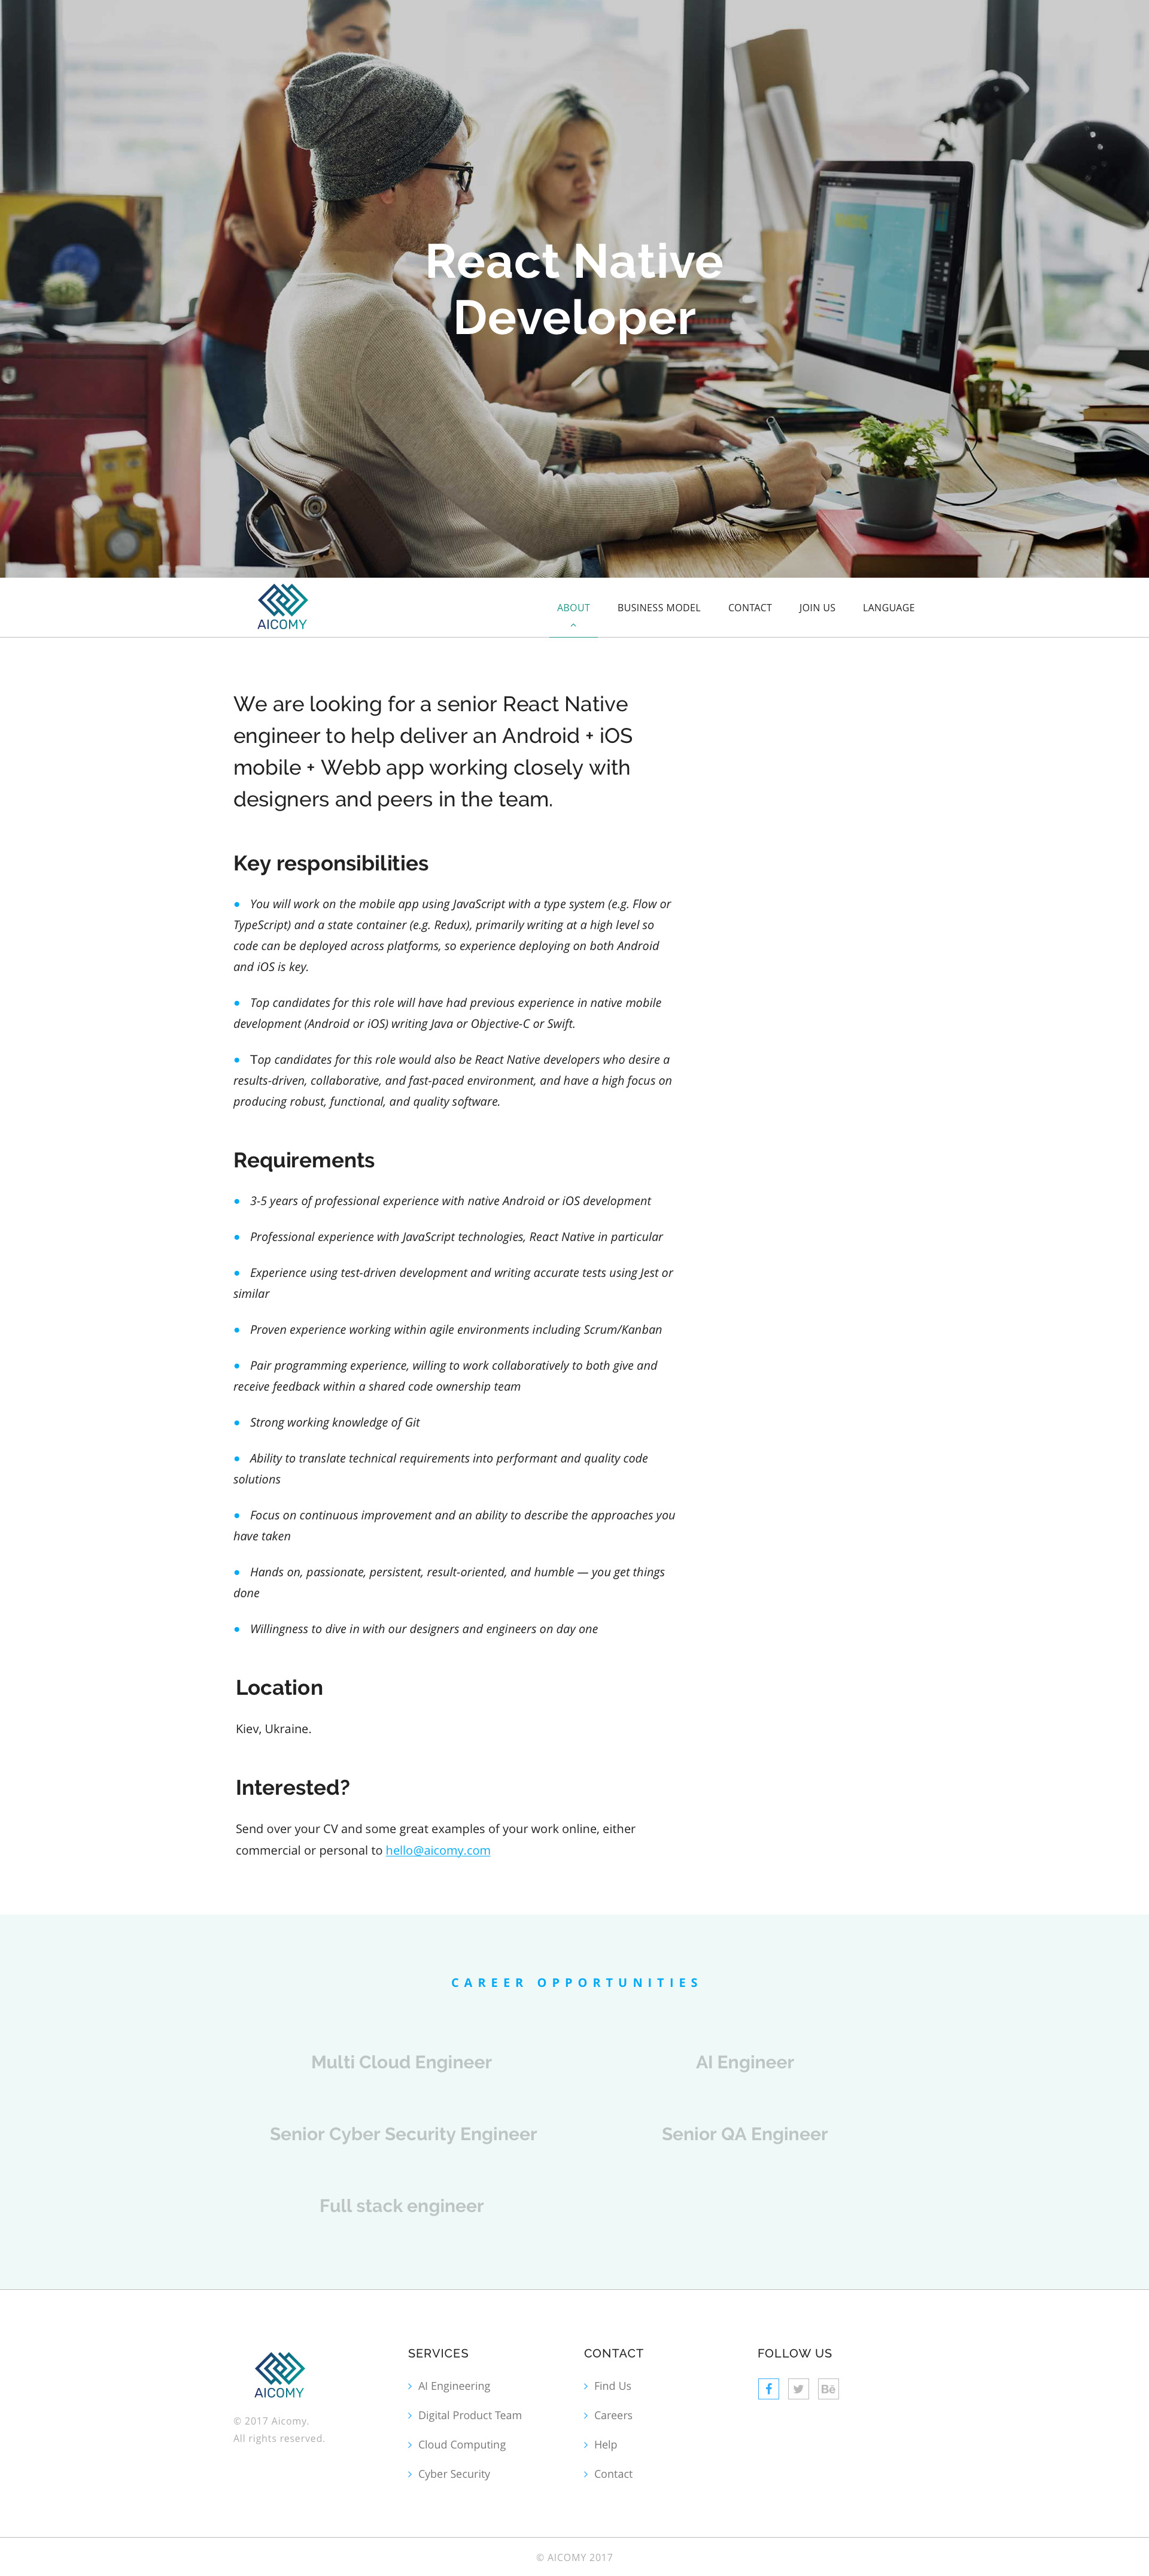 React Native
Developer
AICOMY
ABOUT
BUSINESS MODEL
CONTACT
JOIN US
LANGUAGE
We are looking for a senior React Native
engineer to help deliver an Android + iOS
mobile + Webb app working closely with
designers and peers in the team.
Key responsibilities
● You will work on the mobile app using JavaScript with a type system (e.g. Flow or
TypeScript) and a state container (e.g. Redux), primarily writing at a high level so
code can be deployed across platforms, so experience deploying on both Android
and iOS is key.
● Top candidates for this role will have had previous experience in native mobile
development (Android or iOS) writing Java or Objective-C or Swift.
● Top candidates for this role would also be React Native developers who desire a
results-driven, collaborative, and fast-paced environment, and have a high focus on
producing robust, functional, and quality software.
Requirements
● 3-5 years of professional experience with native Android or iOS development
● Professional experience with JavaScript technologies, React Native in particular
● Experience using test-driven development and writing accurate tests using Jest or
similar
● Proven experience working within agile environments including Scrum/Kanban
● Pair programming experience, willing to work collaboratively to both give and
receive feedback within a shared code ownership team
● Strong working knowledge of Git
● Ability to translate technical requirements into performant and quality code
solutions
● Focus on continuous improvement and an ability to describe the approaches you
have taken
● Hands on, passionate, persistent, result-oriented, and humble — you get things
done
● Willingness to dive in with our designers and engineers on day one
Location
Kiev, Ukraine.
Interested?
Send over your CV and some great examples of your work online, either
commercial or personal to hello@aicomy.com
CAREER OPPORTUNITIES
Multi Cloud Engineer
AI Engineer
Senior Cyber Security Engineer
Senior QA Engineer
Full stack engineer
AICOMY
© 2017 Aicomy.
All rights reserved.
SERVICES
AI Engineering
Digital Product Team
Cloud Computing
Cyber Security
CONTACT
Find Us
Careers
Help
Contact
FOLLOW US
Bē
© AICOMY 2017